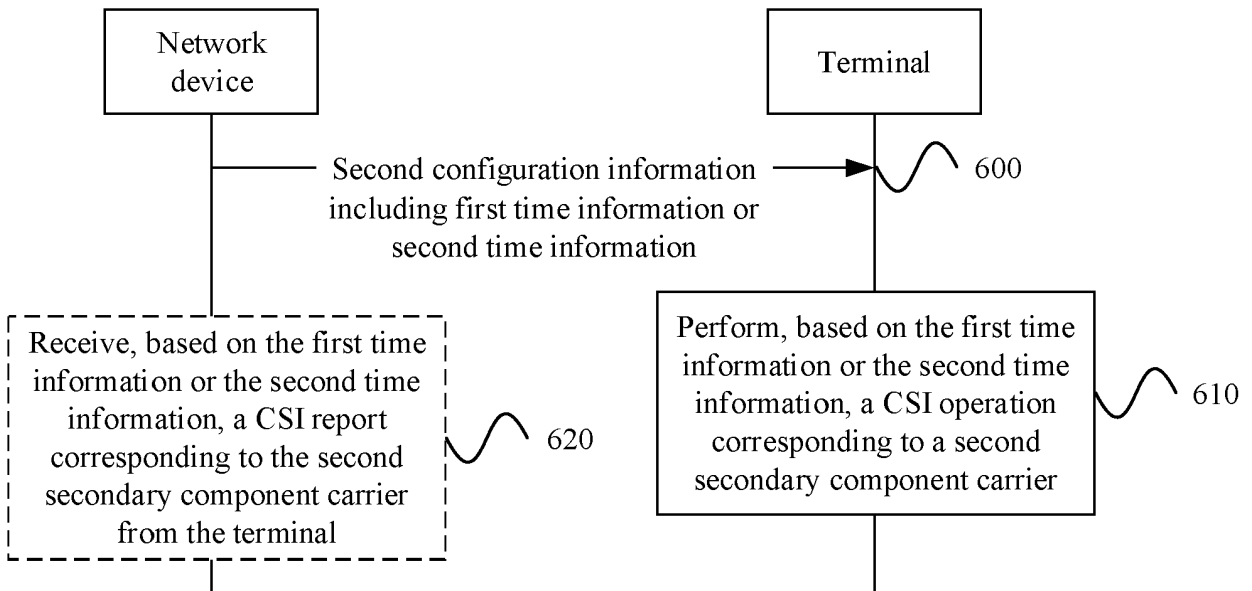 Network
device
Terminal
Second configuration information
including first time information or
second time information
600
Perform, based on the first time
information or the second time
information, a CSI operation
corresponding to a second
secondary component carrier
610
Receive, based on the first time
information or the second time
information, a CSI report
corresponding to the second
secondary component carrier
from the terminal
620